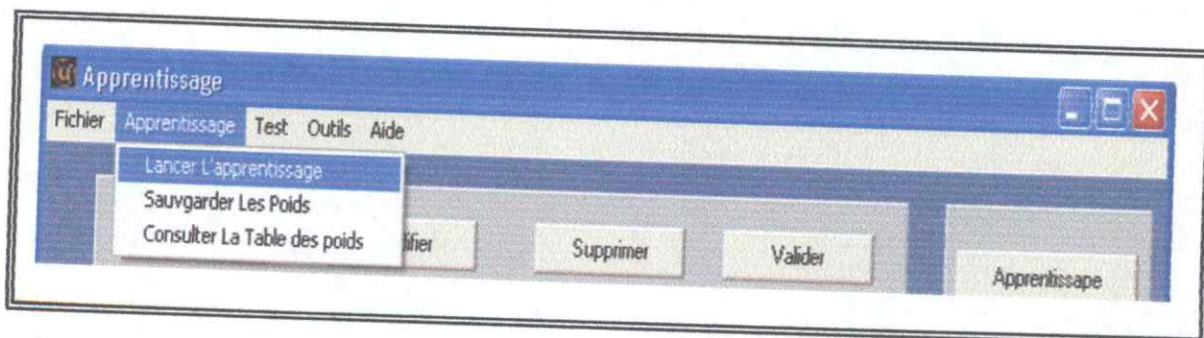 Apprentissage
Fichier Apprentissage Test Outils Aide
Lancer L'apprentissage
Sauvgarder Les Poids
Consulter La Table des poids
ifier Supprimer Valider Apprentissape